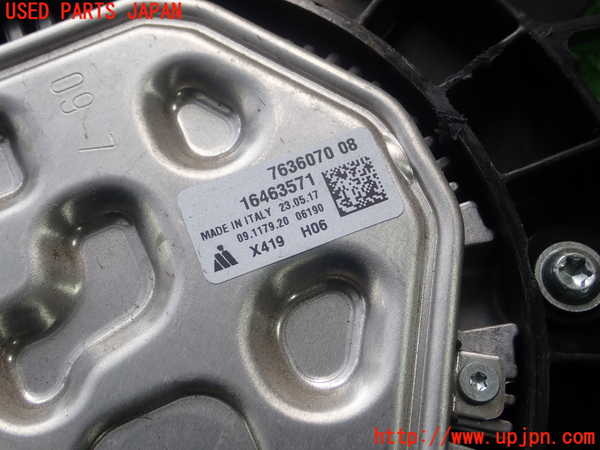 USED PARTS JAPAN
09-7
7636070 08
16463571
MADE IN ITALY 23.05.17
09.1179.20 06190
X419 H06
http://www.upjpn.com